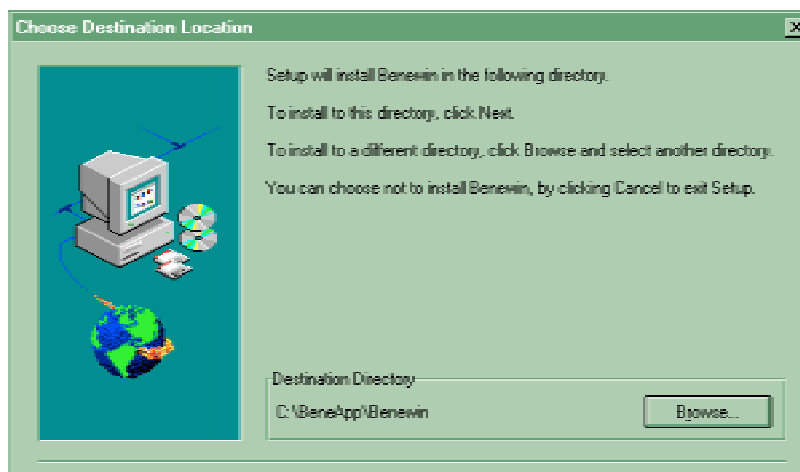 Choose Destination Location
Setup will install Benewin in the following directory.
To install to this directory, click Next.
To install to a different directory, click Browse and select another directory.
You can choose not to install Benewin, by clicking Cancel to exit Setup.
Destination Directory
C:\BeneApp\Benewin
Browse...